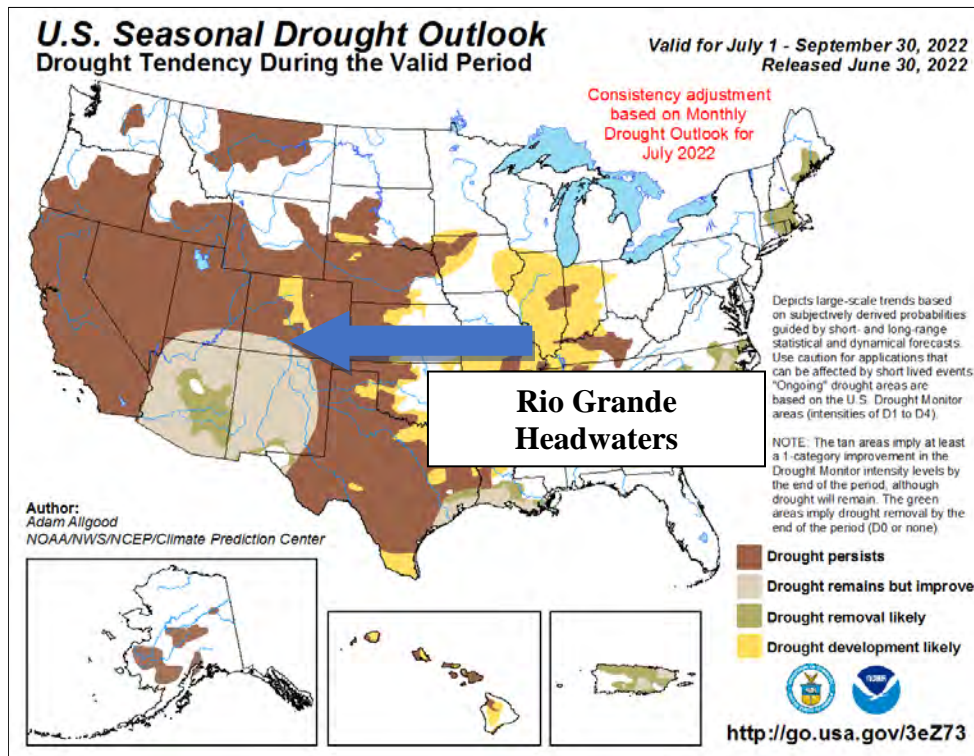 U.S. Seasonal Drought Outlook
Drought Tendency During the Valid Period
Valid for July 1 - September 30, 2022
Released June 30, 2022
Consistency adjustment
based on Monthly
Drought Outlook for
July 2022
Depicts large-scale trends based
on subjectively derived probabilities
guided by short- and long-range
statistical and dynamical forecasts.
Use caution for applications that
can be affected by short lived events.
"Ongoing" drought areas are
based on the U.S. Drought Monitor
areas (intensities of D1 to D4).
NOTE: The tan areas imply at least
a 1-category improvement in the
Drought Monitor intensity levels by
the end of the period, although
drought will remain. The green
areas imply drought removal by the
end of the period (D0 or none).
Rio Grande
Headwaters
Author:
Adam Allgood
NOAA/NWS/NCEP/Climate Prediction Center
Drought persists
Drought remains but improve
Drought removal likely
Drought development likely
http://go.usa.gov/3eZ73